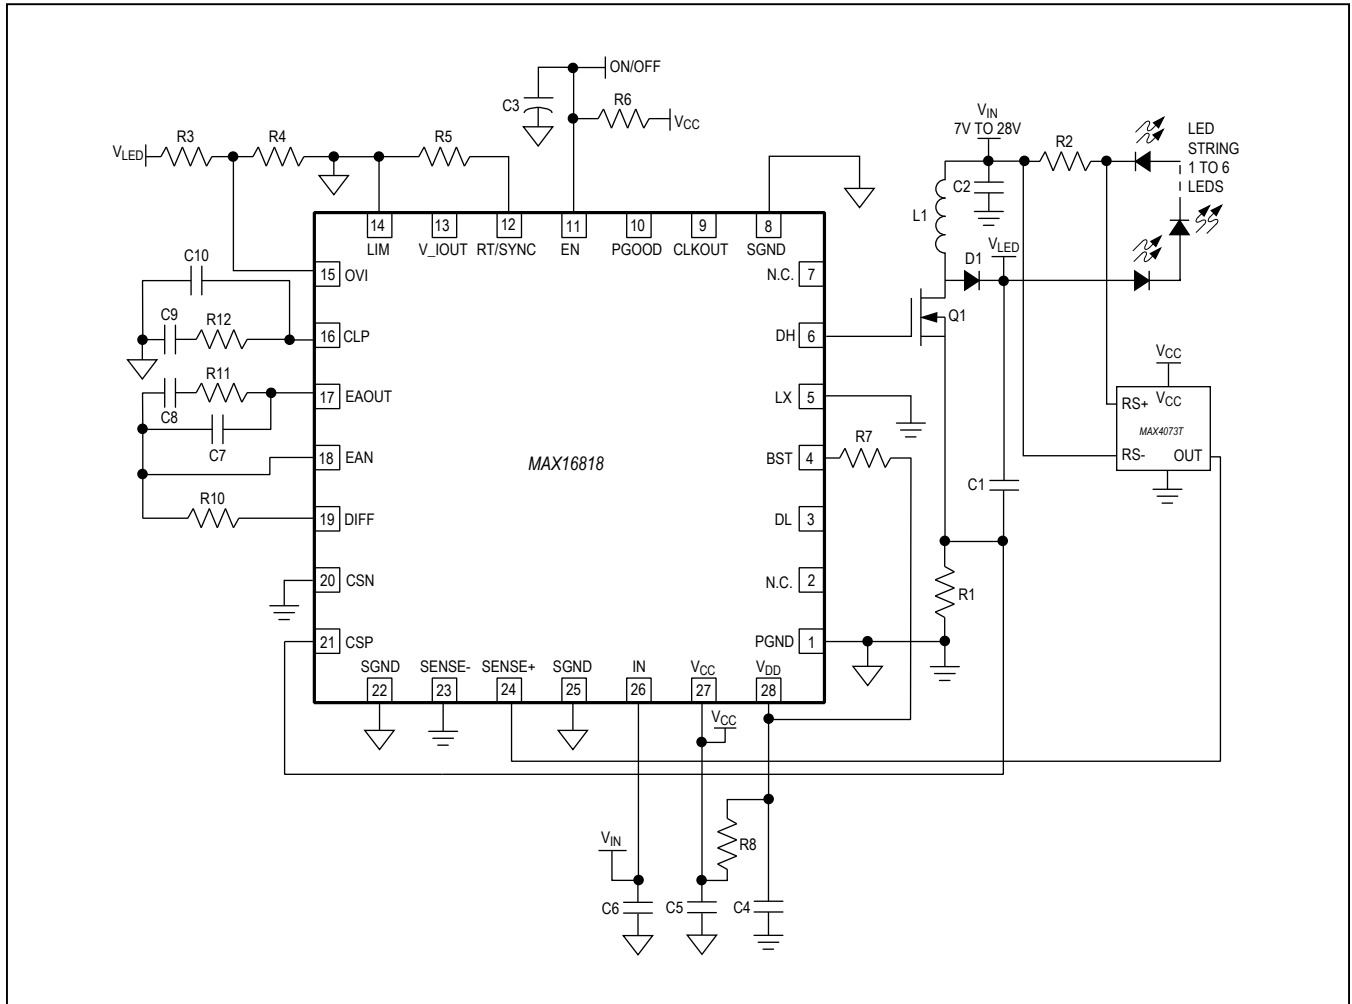 ON/OFF
C3
R6
VCC
R3
R4
R5
VLED
VIN
7V TO 28V
R2
LED
STRING
1 TO 6
LEDS
C2
L1
14
13
12
11
10
9
8
LIM
V_IOUT
RT/SYNC
EN
PGOOD
CLKOUT
SGND
VLED
D1
C10
15
OVI
N.C.
7
C9
R12
16
CLP
DH
6
Q1
VCC
R11
C8
17
EAOUT
LX
5
RS+
VCC
MAX4073T
RS-
OUT
C7
R7
18
EAN
MAX16818
BST
4
C1
R10
19
DIFF
DL
3
20
CSN
N.C.
2
R1
21
CSP
PGND
1
SGND
SENSE-
SENSE+
SGND
IN
VCC
VDD
22
23
24
25
26
27
28
VCC
VIN
R8
C6
C5
C4